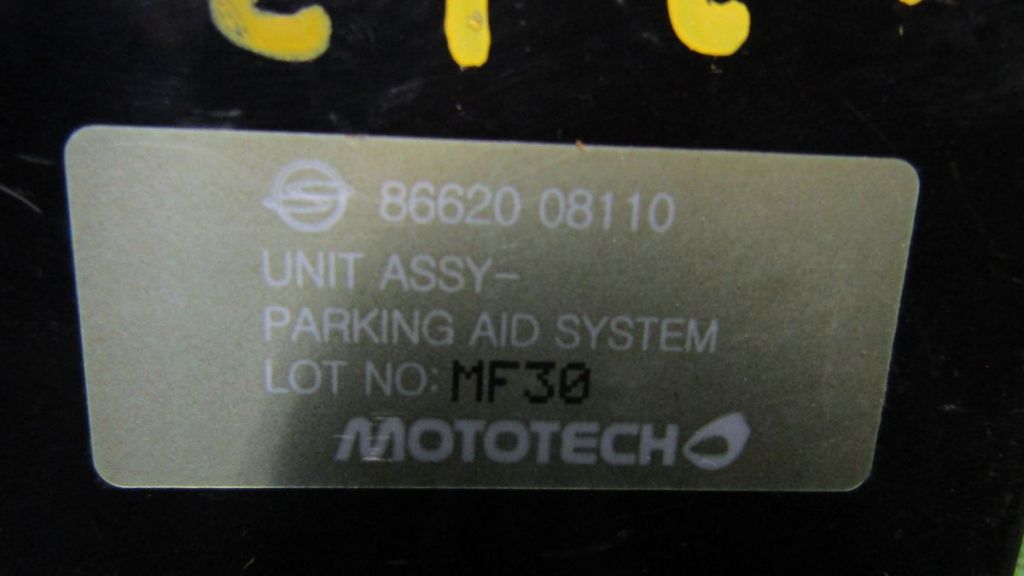 86620 08110
UNIT ASSY-
PARKING AID SYSTEM
LOT NO: MF30
MOTOTECH